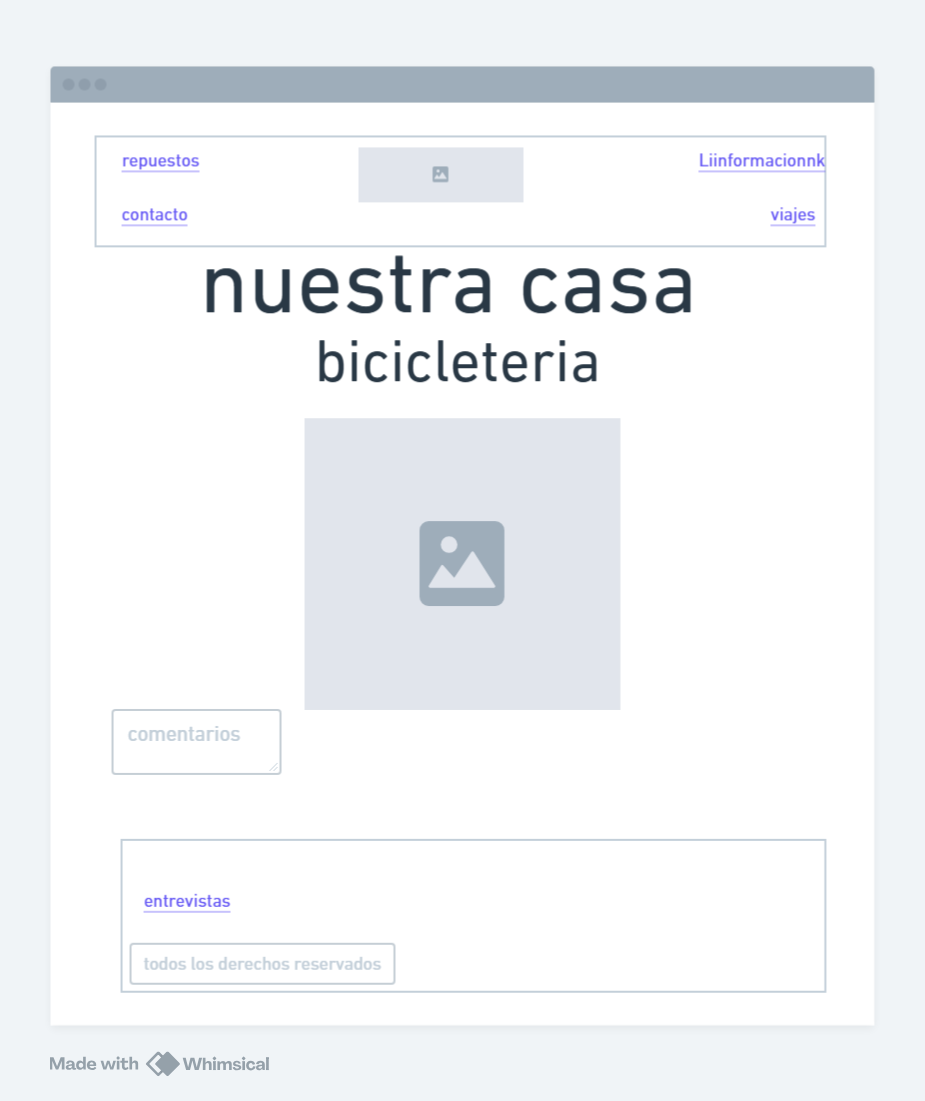 repuestos
Liinformacionnk
contacto
viajes
nuestra casa
bicicleteria
comentarios
entrevistas
todos los derechos reservados
Made with Whimsical